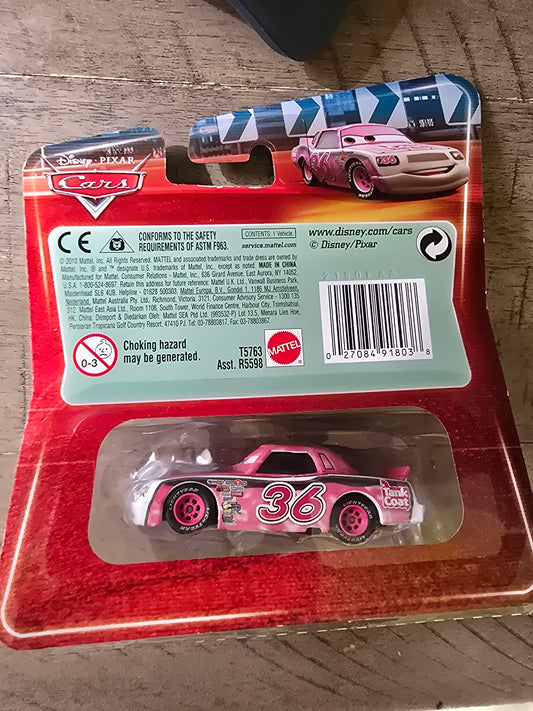 Disney · PIXAR
Cars
36
CE
CONFORMS TO THE SAFETY
REQUIREMENTS OF ASTM F963.
CONTENTS: 1 Vehicle.
service.mattel.com
www.disney.com/cars
© Disney/Pixar
© 2010 Mattel, Inc. All Rights Reserved. MATTEL and associated trademarks and trade dress are owned by
Mattel, Inc. ® and ™ designate U.S. trademarks of Mattel, Inc., except as noted. MADE IN CHINA.
Manufactured for Mattel. Consumer Relations - Mattel, Inc., 636 Girard Avenue, East Aurora, NY 14052,
U.S.A. 1-800-524-8697. Retain this address for future reference: Mattel U.K. Ltd., Vanwall Business Park,
Maidenhead SL6 4UB. Helpline - 01628 500303. Mattel Europa, B.V., Gondel 1, 1186 MJ Amstelveen,
Nederland. Mattel Australia Pty. Ltd., Richmond, Victoria. 3121. Consumer Advisory Service - 1300 135
312. Mattel East Asia Ltd., Room 1106, South Tower, World Finance Centre, Harbour City, Tsimshatsui,
HK, China. Diimport & Diedarkan Oleh: Mattel SEA Ptd Ltd. (993532-P) Lot 13.5, Menara Lien Hoe,
Persiaran Tropicana Golf Country Resort, 47410 PJ. Tel: 03-78803817. Fax: 03-78803867.
0-3
Choking hazard
may be generated.
T5763
Asst. R5598
MATTEL
0 27084 91803 8
36
Tank
Coat
LIGHTYEAR
LIGHTYEAR
LIGHTYEAR